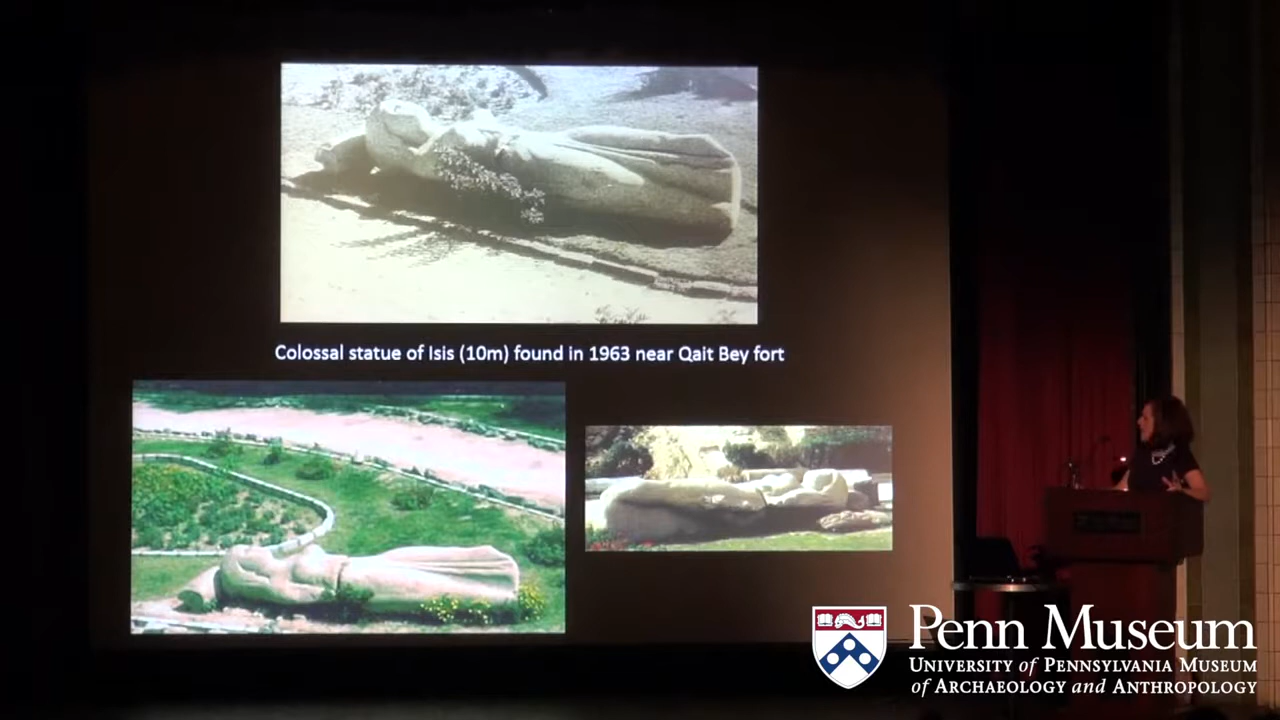 Colossal statue of Isis (10m) found in 1963 near Qait Bey fort
Penn Museum
UNIVERSITY of PENNSYLVANIA MUSEUM
of ARCHAEOLOGY and ANTHROPOLOGY